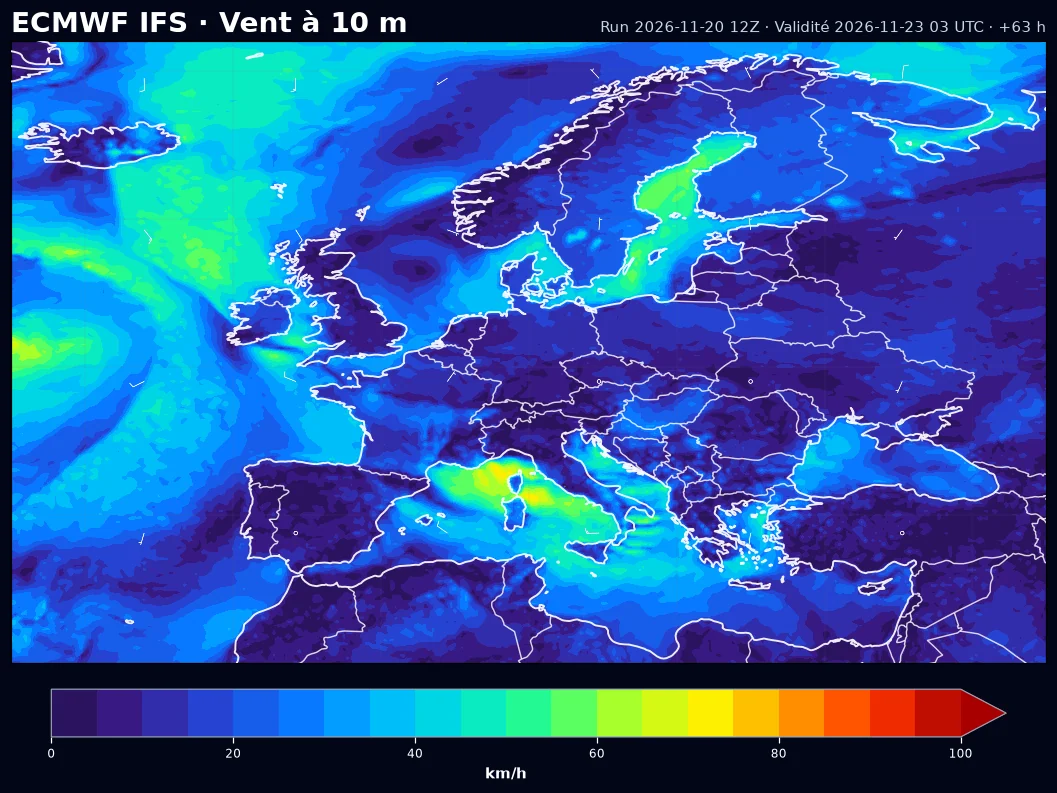 ECMWF IFS · Vent à 10 m
Run 2026-11-20 12Z · Validité 2026-11-23 03 UTC · +63 h
0 20 40 60 80 100
km/h